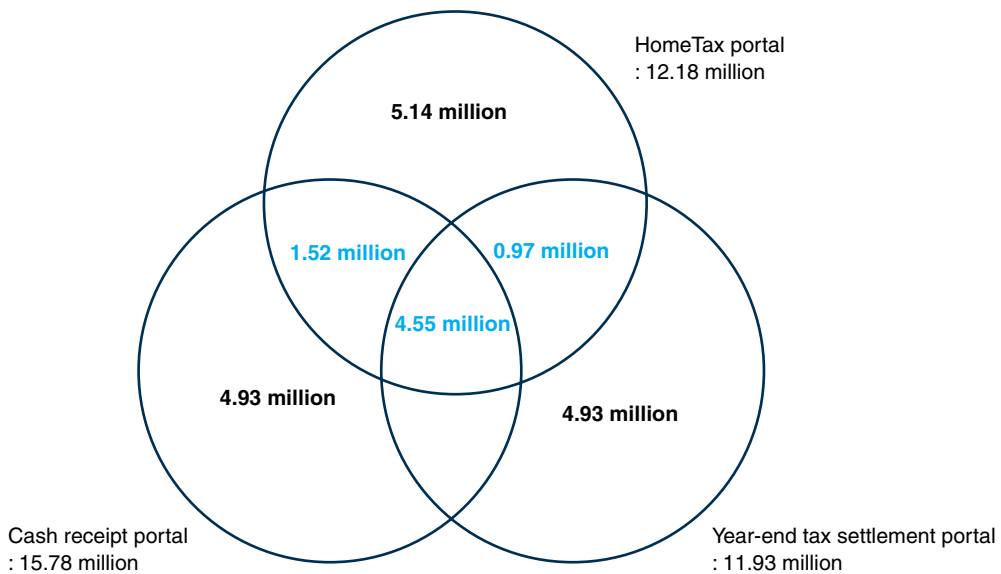 HomeTax portal
: 12.18 million
5.14 million
1.52 million
0.97 million
4.55 million
4.93 million
4.93 million
Cash receipt portal
: 15.78 million
Year-end tax settlement portal
: 11.93 million